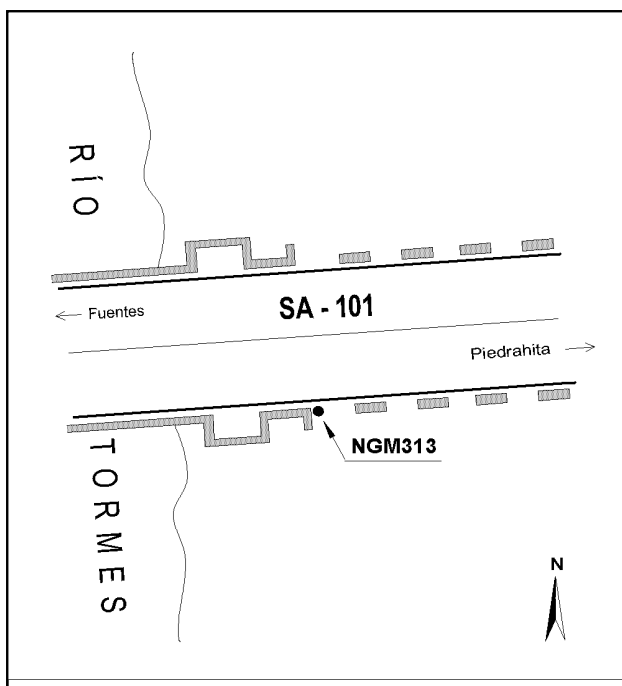 RÍO
SA - 101
← Fuentes
Piedrahita →
NGM313
TORMES
N